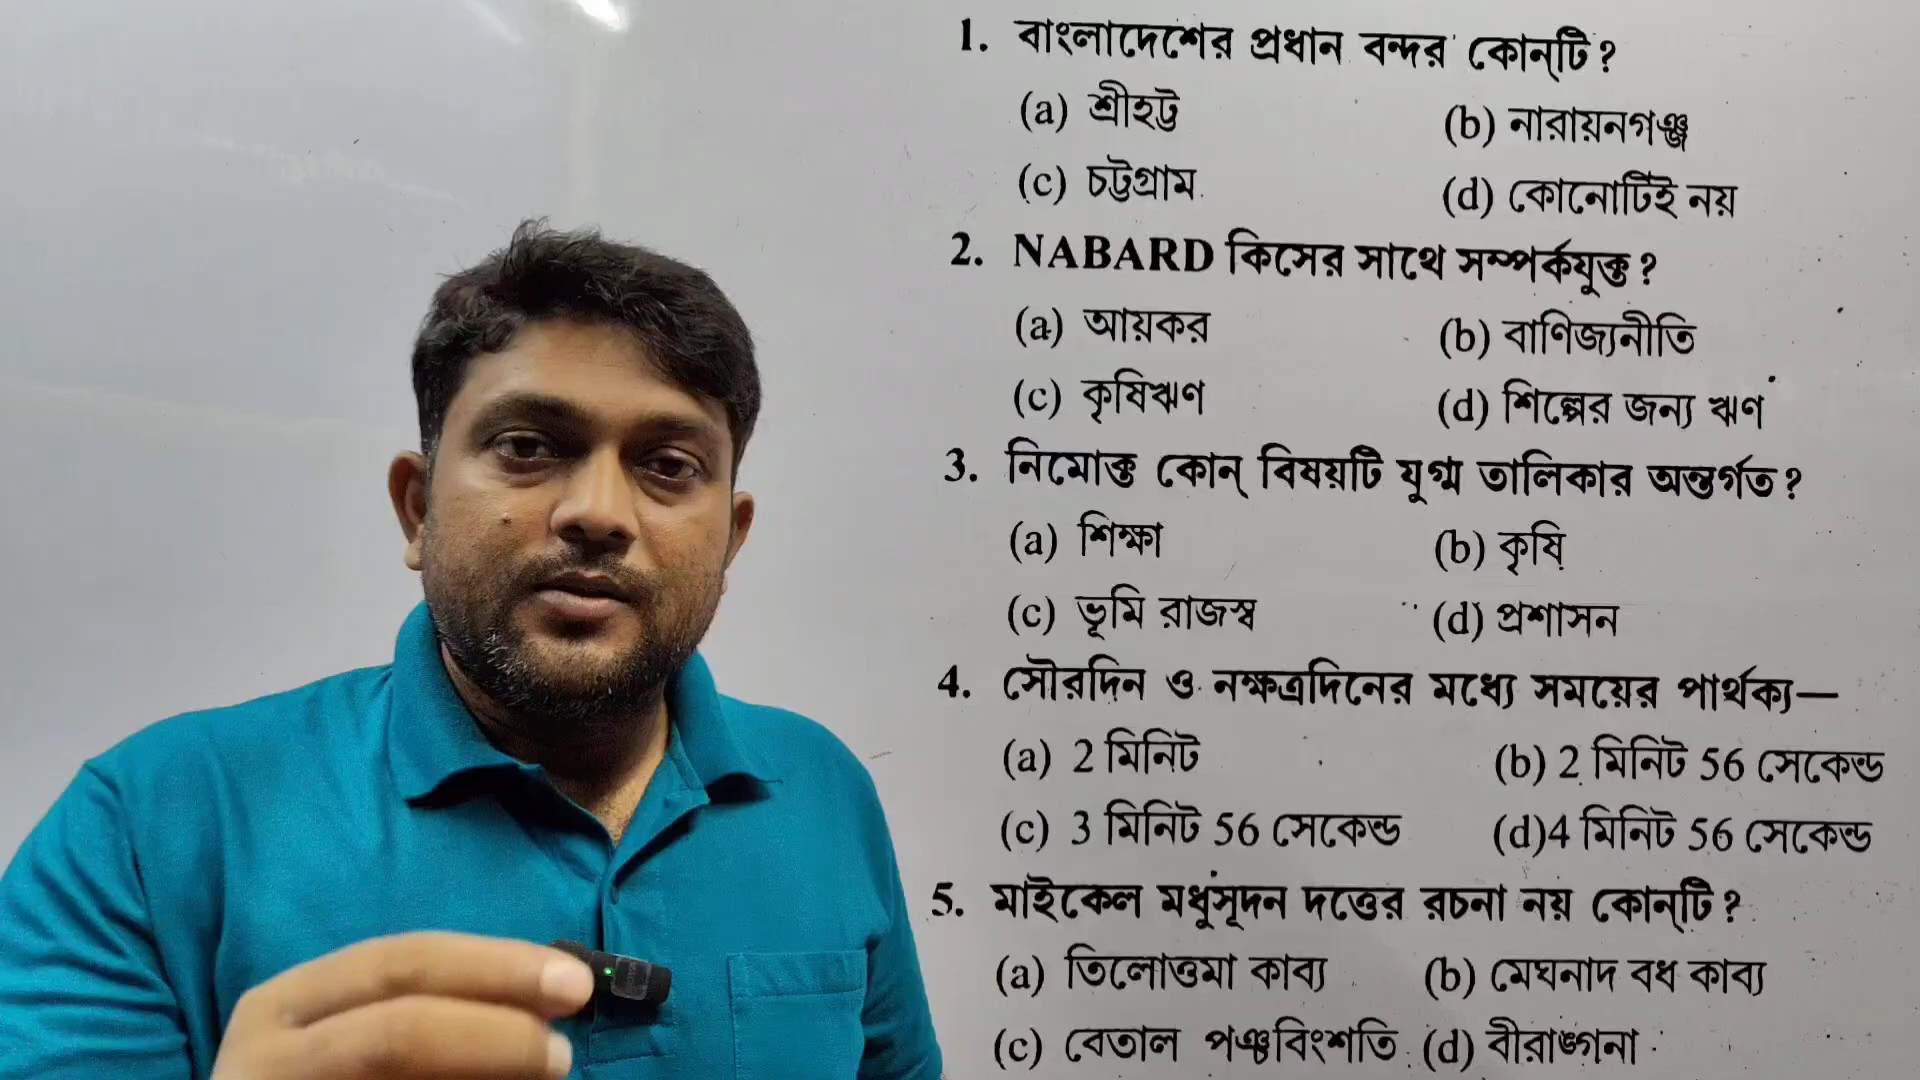 1. বাংলাদেশের প্রধান বন্দর কোন্‌টি?
(a) শ্রীহট্ট (b) নারায়নগঞ্জ
(c) চট্টগ্রাম (d) কোনোটিই নয়
2. NABARD কিসের সাথে সম্পর্কযুক্ত?
(a) আয়কর (b) বাণিজ্যনীতি
(c) কৃষিঋণ (d) শিল্পের জন্য ঋণ
3. নিমোক্ত কোন্ বিষয়টি যুগ্ম তালিকার অন্তর্গত?
(a) শিক্ষা (b) কৃষি
(c) ভূমি রাজস্ব (d) প্রশাসন
4. সৌরদিন ও নক্ষত্রদিনের মধ্যে সময়ের পার্থক্য—
(a) 2 মিনিট (b) 2 মিনিট 56 সেকেন্ড
(c) 3 মিনিট 56 সেকেন্ড (d)4 মিনিট 56 সেকেন্ড
5. মাইকেল মধুসূদন দত্তের রচনা নয় কোন্‌টি?
(a) তিলোত্তমা কাব্য (b) মেঘনাদ বধ কাব্য
(c) বেতাল পঞ্চবিংশতি (d) বীরাঙ্গনা